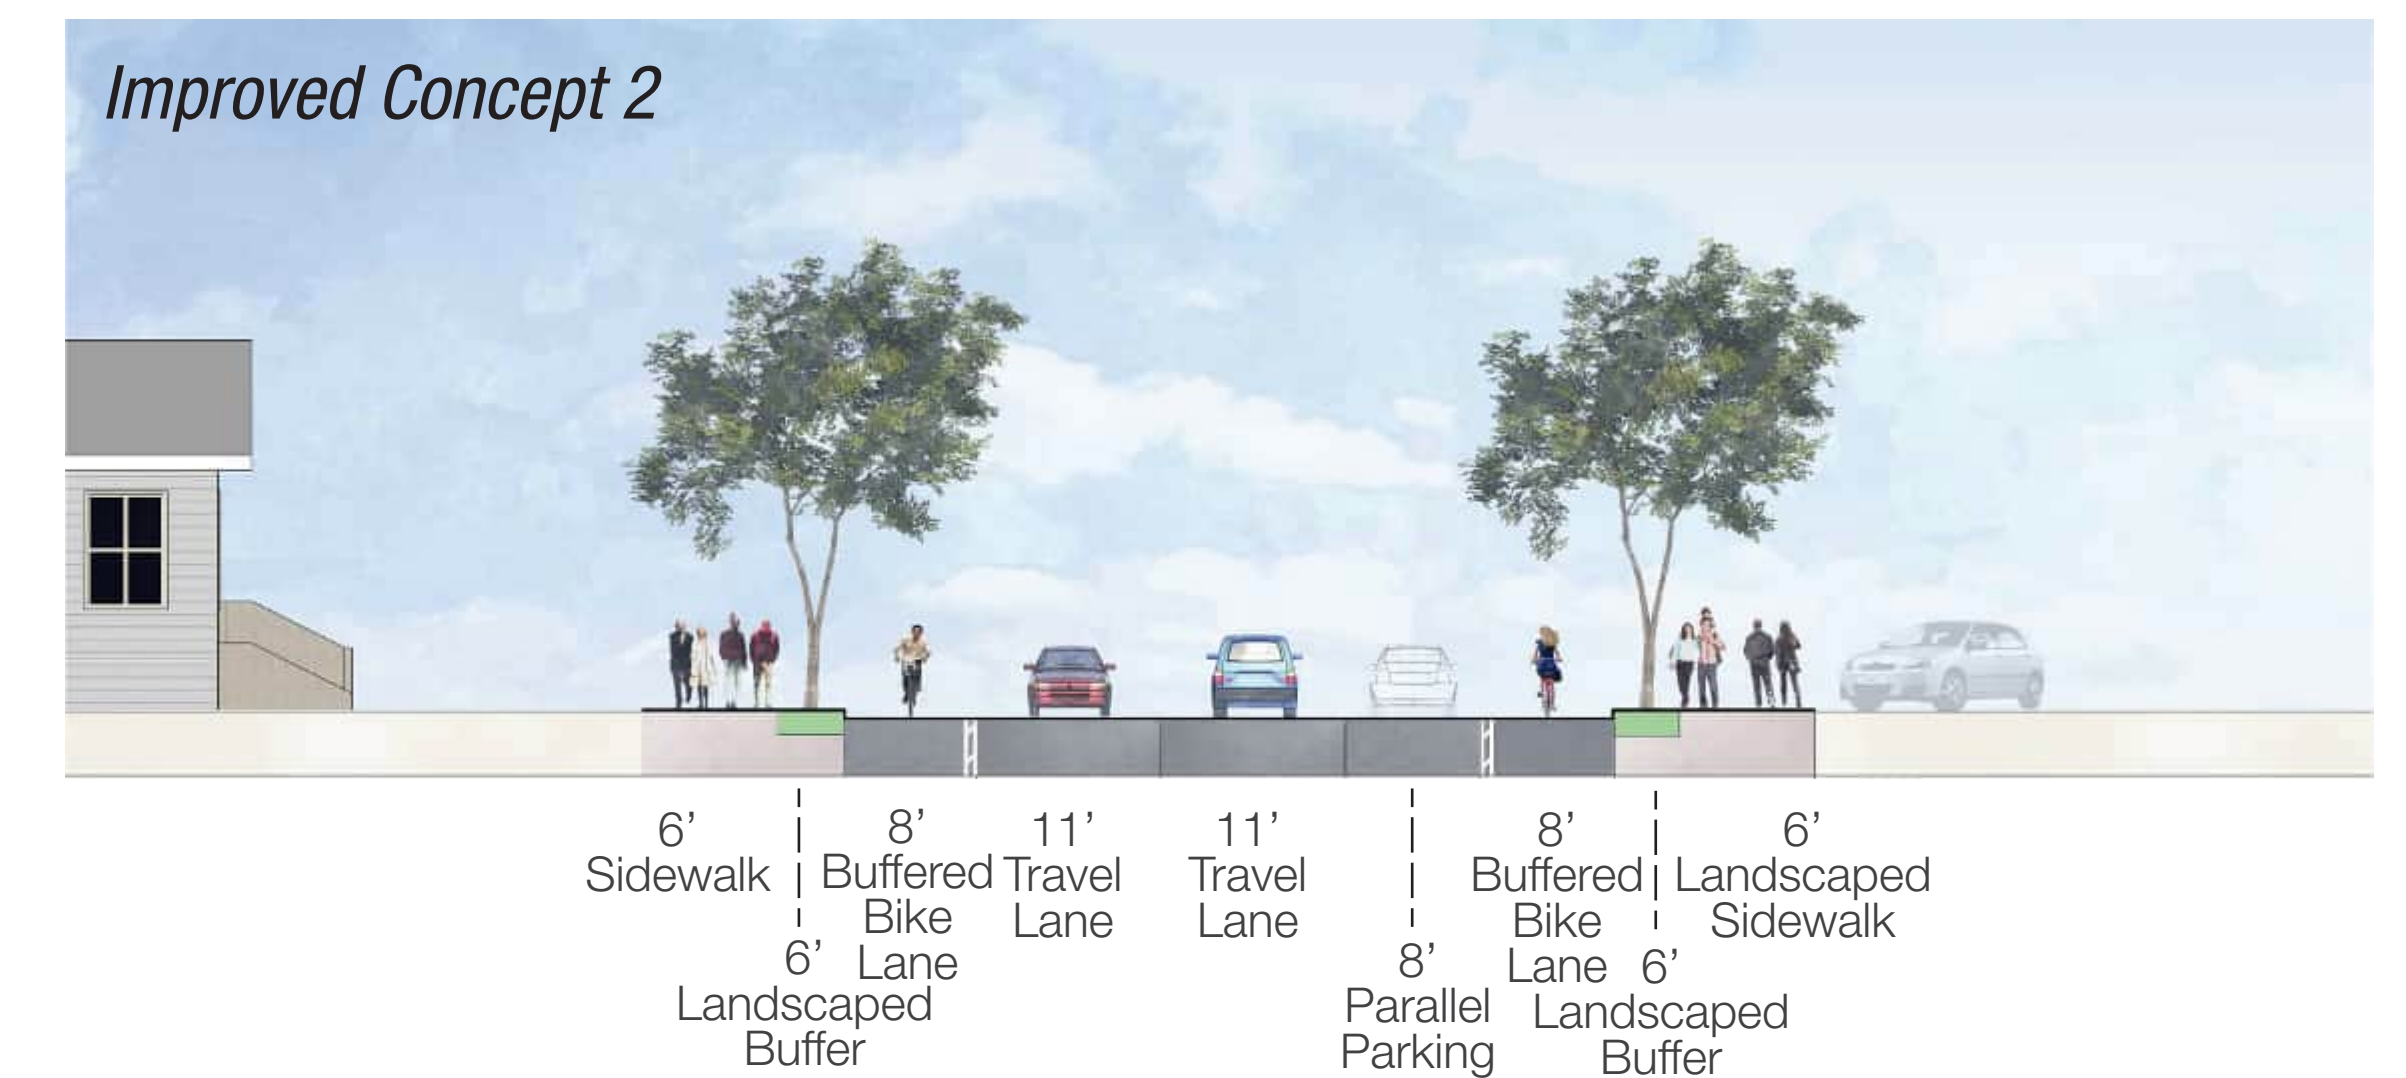 Improved Concept 2
6’
Sidewalk
6’
Landscaped
Buffer
8’
Buffered
Bike
Lane
11’
Travel
Lane
11’
Travel
Lane
8’
Parallel
Parking
8’
Buffered
Bike
Lane
6’
Landscaped
Buffer
6’
Landscaped
Sidewalk